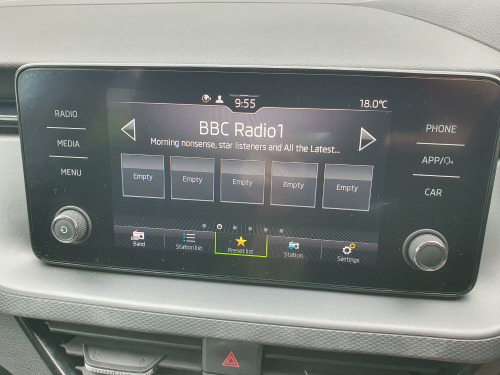 9:55
18.0°C
RADIO
MEDIA
MENU
BBC Radio1
Morning nonsense, star listeners and All the Latest...
Empty Empty Empty Empty Empty
Band Station list Preset list Station Settings
PHONE
APP/
CAR